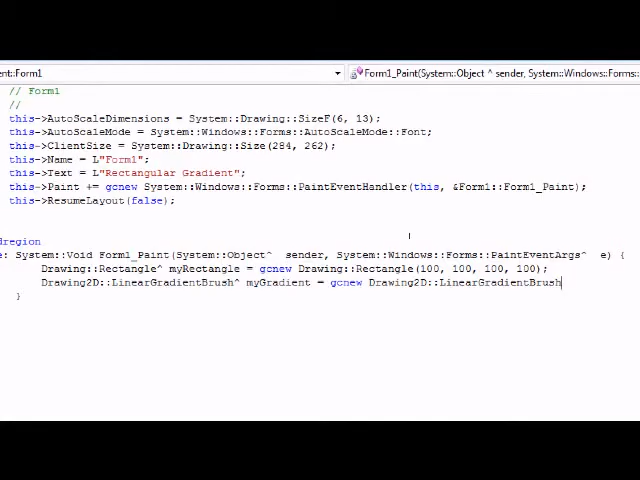 ent::Form1
Form1_Paint(System::Object ^ sender, System::Windows::Forms::
// Form1
//
this->AutoScaleDimensions = System::Drawing::SizeF(6, 13);
this->AutoScaleMode = System::Windows::Forms::AutoScaleMode::Font;
this->ClientSize = System::Drawing::Size(284, 262);
this->Name = L"Form1";
this->Text = L"Rectangular Gradient";
this->Paint += gcnew System::Windows::Forms::PaintEventHandler(this, &Form1::Form1_Paint);
this->ResumeLayout(false);
dregion
e: System::Void Form1_Paint(System::Object^  sender, System::Windows::Forms::PaintEventArgs^  e) {
Drawing::Rectangle^ myRectangle = gcnew Drawing::Rectangle(100, 100, 100, 100);
Drawing2D::LinearGradientBrush^ myGradient = gcnew Drawing2D::LinearGradientBrush
}